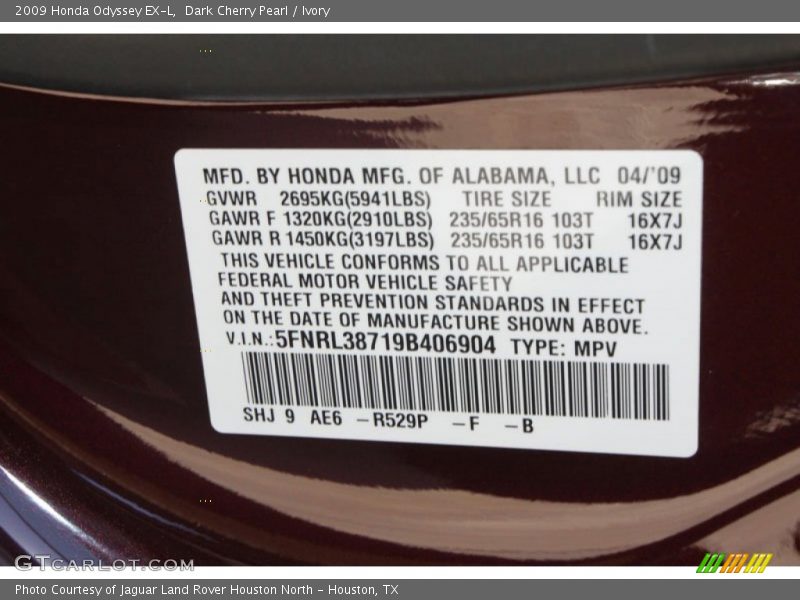 2009 Honda Odyssey EX-L,  Dark Cherry Pearl / Ivory
MFD. BY HONDA MFG. OF ALABAMA, LLC 04/'09
GVWR 2695KG(5941LBS) TIRE SIZE RIM SIZE
GAWR F 1320KG(2910LBS) 235/65R16 103T 16X7J
GAWR R 1450KG(3197LBS) 235/65R16 103T 16X7J
THIS VEHICLE CONFORMS TO ALL APPLICABLE
FEDERAL MOTOR VEHICLE SAFETY
AND THEFT PREVENTION STANDARDS IN EFFECT
ON THE DATE OF MANUFACTURE SHOWN ABOVE.
V.I.N.: 5FNRL38719B406904 TYPE: MPV
SHJ 9 AE6 -R529P -F -B
GTCARLOT.COM
Photo Courtesy of Jaguar Land Rover Houston North - Houston, TX